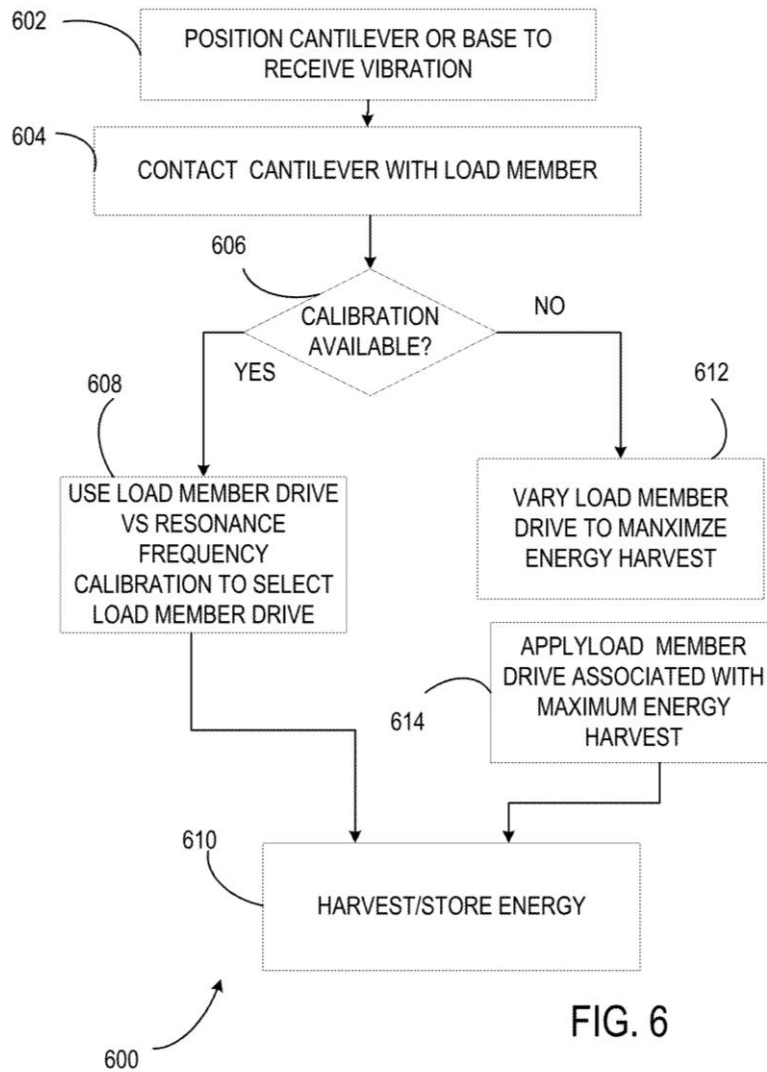 602
POSITION CANTILEVER OR BASE TO
RECEIVE VIBRATION
604
CONTACT CANTILEVER WITH LOAD MEMBER
606
CALIBRATION
AVAILABLE?
NO
YES
608
612
USE LOAD MEMBER DRIVE
VS RESONANCE
FREQUENCY
CALIBRATION TO SELECT
LOAD MEMBER DRIVE
VARY LOAD MEMBER
DRIVE TO MANXIMZE
ENERGY HARVEST
APPLYLOAD MEMBER
DRIVE ASSOCIATED WITH
MAXIMUM ENERGY
HARVEST
614
610
HARVEST/STORE ENERGY
600
FIG. 6